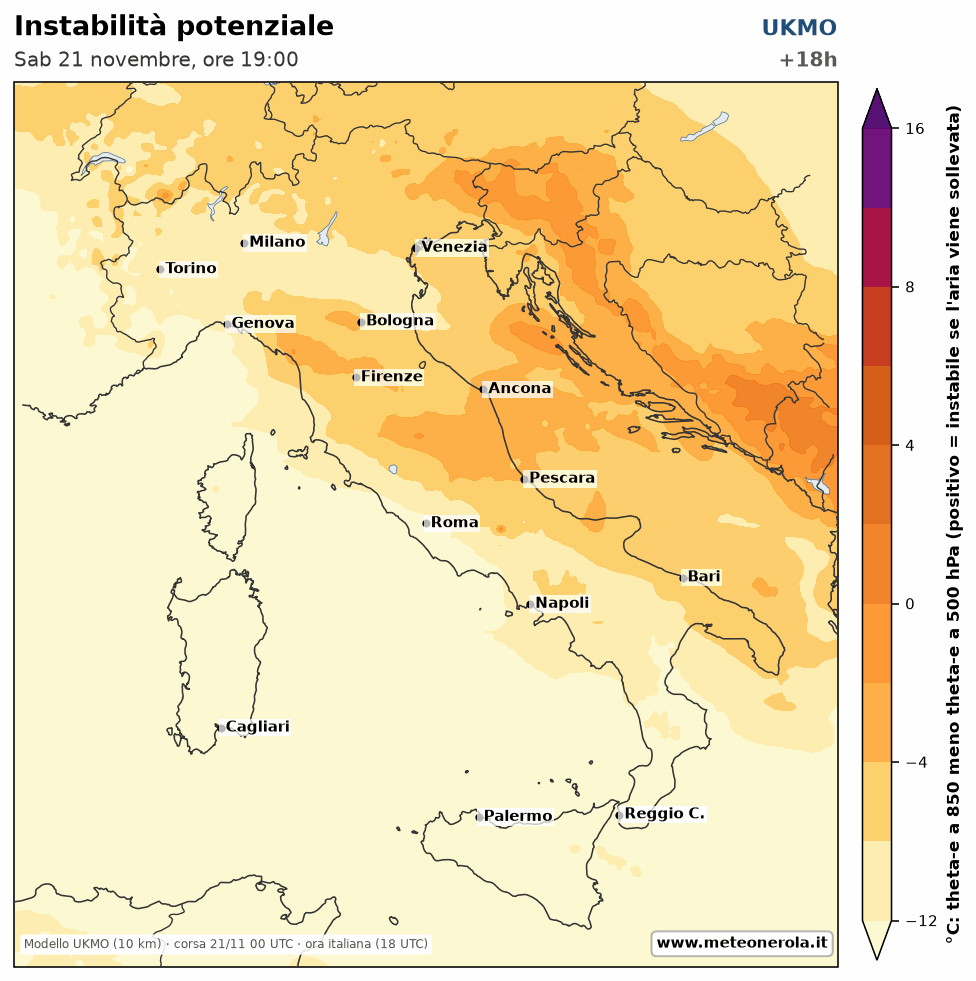 Instabilità potenziale
UKMO
Sab 21 novembre, ore 19:00
+18h
Milano
Venezia
Torino
Genova
Bologna
Firenze
Ancona
Pescara
Roma
Bari
Napoli
Cagliari
Palermo
Reggio C.
Modello UKMO (10 km) · corsa 21/11 00 UTC · ora italiana (18 UTC)
www.meteonerola.it
16
8
4
0
−4
−12
°C: theta-e a 850 meno theta-e a 500 hPa (positivo = instabile se l'aria viene sollevata)